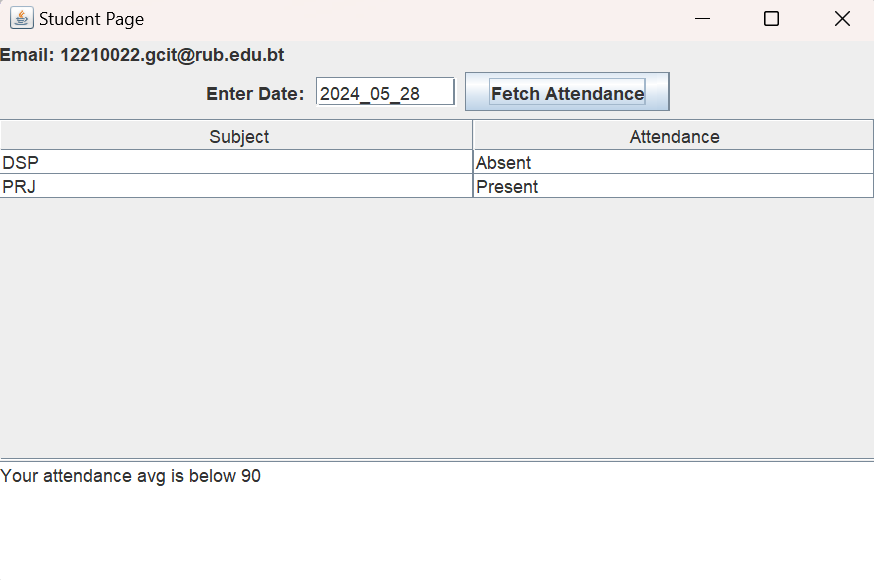 Student Page
Email: 12210022.gcit@rub.edu.bt
Enter Date: 2024_05_28 Fetch Attendance
Subject Attendance
DSP Absent
PRJ Present
Your attendance avg is below 90